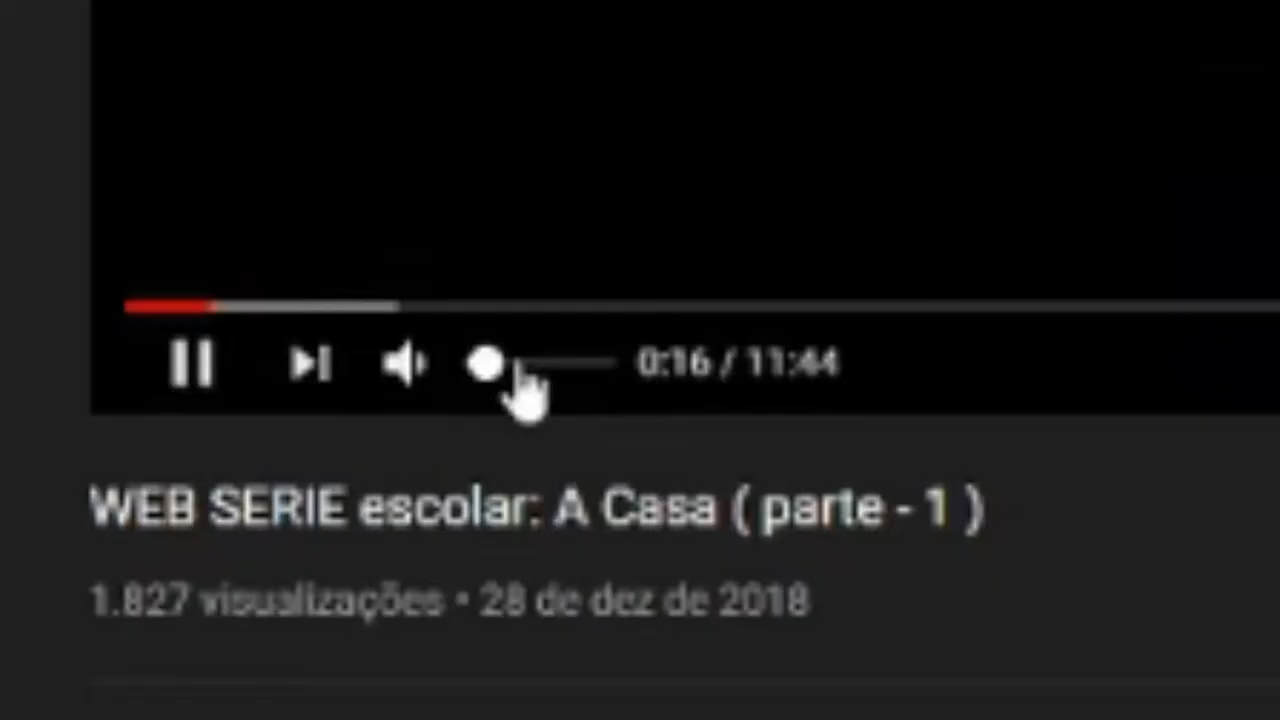 0:16 / 11:44
WEB SERIE escolar: A Casa ( parte - 1 )
1.827 visualizações • 28 de dez de 2018